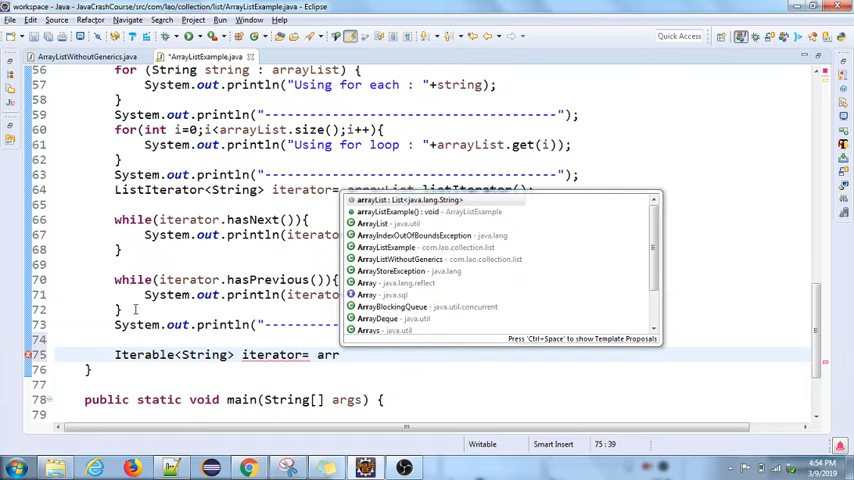 workspace - Java - JavaCrashCourse/src/com/lao/collection/list/ArrayListExample.java - Eclipse
File Edit Source Refactor Navigate Search Project Run Window Help
Quick Access
ArrayListWithoutGenerics.java *ArrayListExample.java
56 for (String string : arrayList) {
57 System.out.println("Using for each : "+string);
58 }
59 System.out.println("---------------------------------------");
60 for(int i=0;i<arrayList.size();i++){
61 System.out.println("Using for loop : "+arrayList.get(i));
62 }
63 System.out.println("---------------------------------------");
64 ListIterator<String> iterator= arrayList.listIterator();
65
66 while(iterator.hasNext()){
67 System.out.println(iterato
68 }
69
70 while(iterator.hasPrevious()){
71 System.out.println(iterato
72 }
73 System.out.println("----------
74
75 Iterable<String> iterator= arr
76 }
77
78 public static void main(String[] args) {
79
arrayList : List<java.lang.String>
arrayListExample() : void - ArrayListExample
ArrayList - java.util
ArrayIndexOutOfBoundsException - java.lang
ArrayListExample - com.lao.collection.list
ArrayListWithoutGenerics - com.lao.collection.list
ArrayStoreException - java.lang
Array - java.lang.reflect
Array - java.sql
ArrayBlockingQueue - java.util.concurrent
ArrayDeque - java.util
Arrays - java.util
Press 'Ctrl+Space' to show Template Proposals
Writable Smart Insert 75 : 39
4:54 PM
3/9/2019